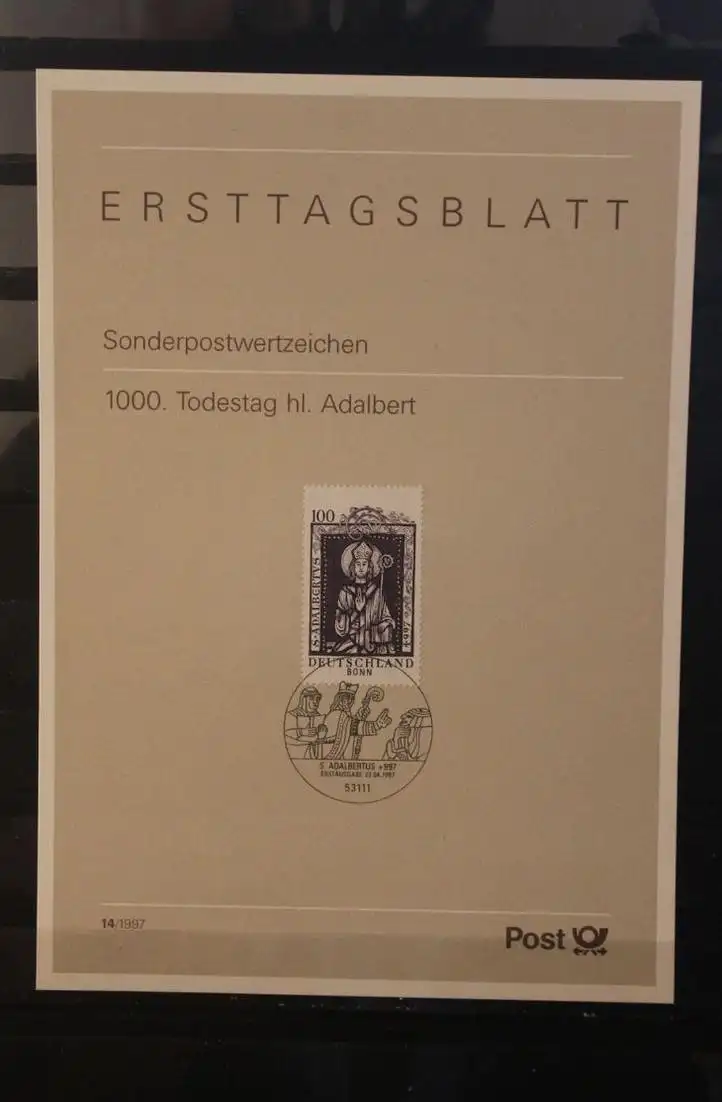 ERSTTAGSBLATT
Sonderpostwertzeichen
1000. Todestag hl. Adalbert
100
S·ADALBERTVS
·997
DEUTSCHLAND
BONN
S. ADALBERTUS +997
ERSTAUSGABE 23.04.1997
53111
14/1997
Post